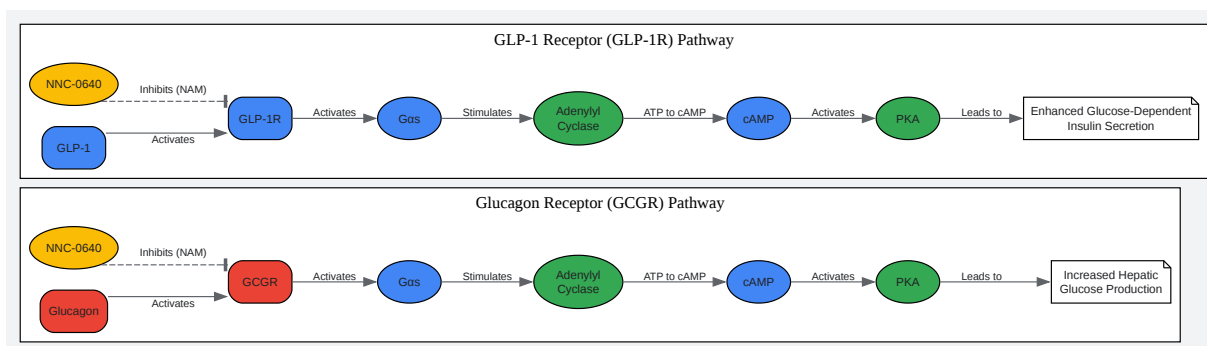 GLP-1 Receptor (GLP-1R) Pathway
NNC-0640
Inhibits (NAM)
GLP-1
Activates
GLP-1R
Activates
Gαs
Stimulates
Adenylyl
Cyclase
ATP to cAMP
cAMP
Activates
PKA
Leads to
Enhanced Glucose-Dependent
Insulin Secretion
Glucagon Receptor (GCGR) Pathway
NNC-0640
Inhibits (NAM)
Glucagon
Activates
GCGR
Activates
Gαs
Stimulates
Adenylyl
Cyclase
ATP to cAMP
cAMP
Activates
PKA
Leads to
Increased Hepatic
Glucose Production